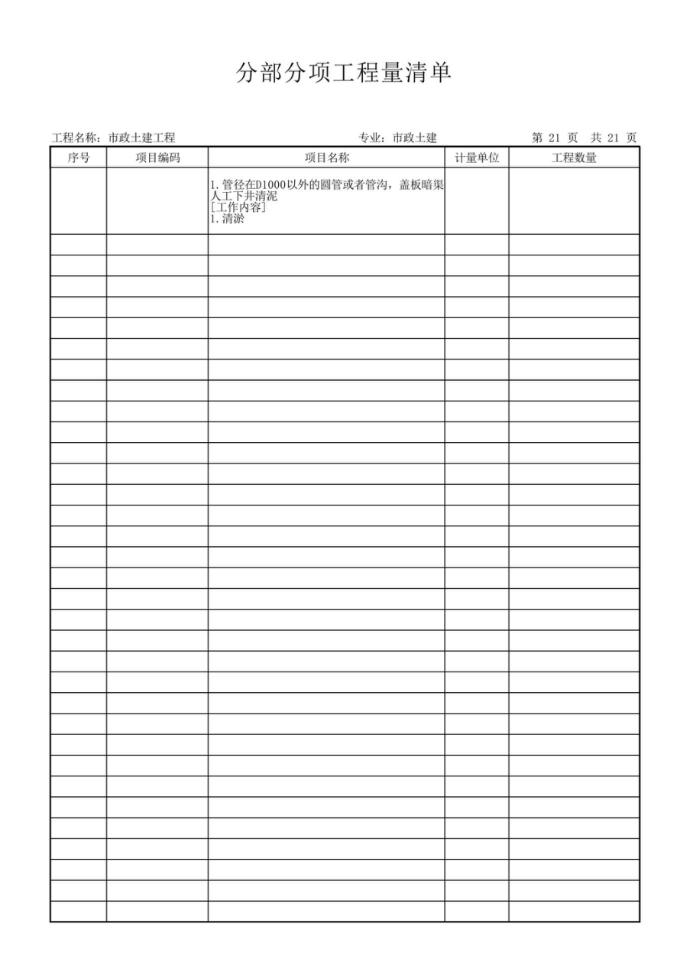 分部分项工程量清单
工程名称：市政土建工程 专业：市政土建 第 21 页 共 21 页
序号 项目编码 项目名称 计量单位 工程数量
1.管径在D1000以外的圆管或者管沟，盖板暗渠
人工下井清泥
[工作内容]
1.清淤